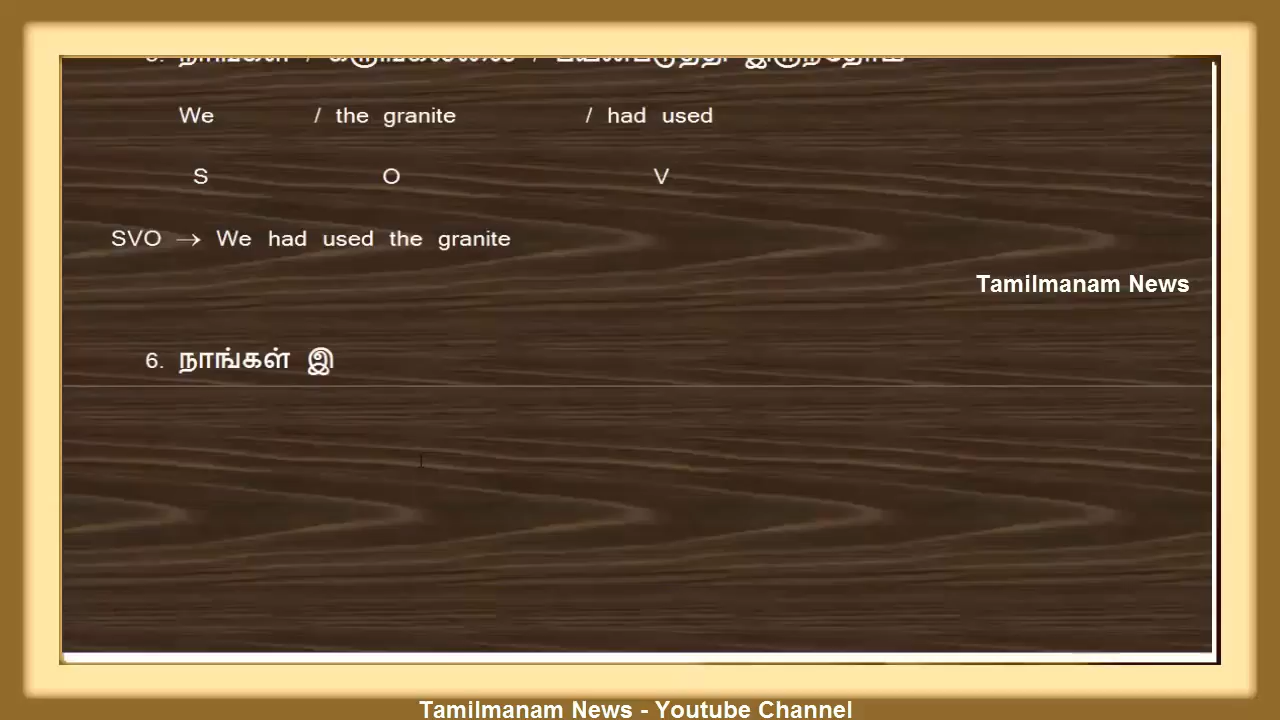 We / the granite / had used
S O V
SVO → We had used the granite
Tamilmanam News
6. நாங்கள் இ
Tamilmanam News - Youtube Channel